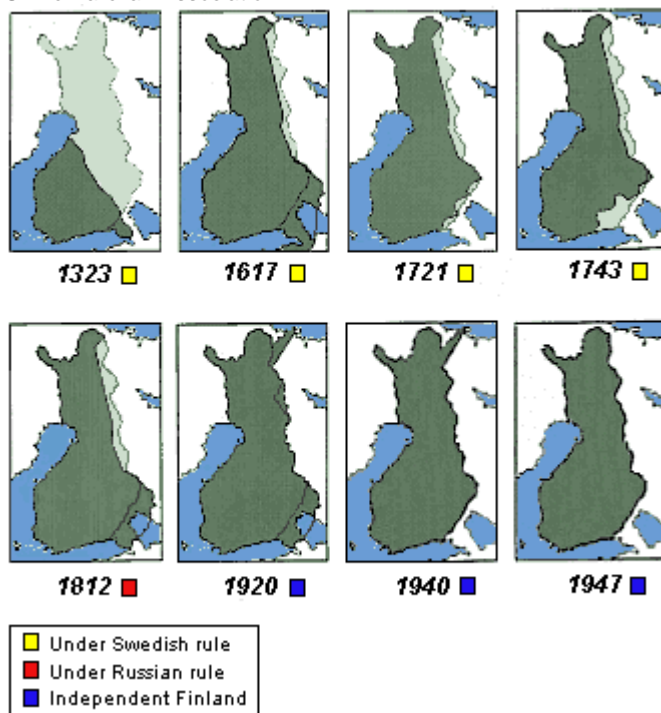 1323
1617
1721
1743
1812
1920
1940
1947
Under Swedish rule
Under Russian rule
Independent Finland